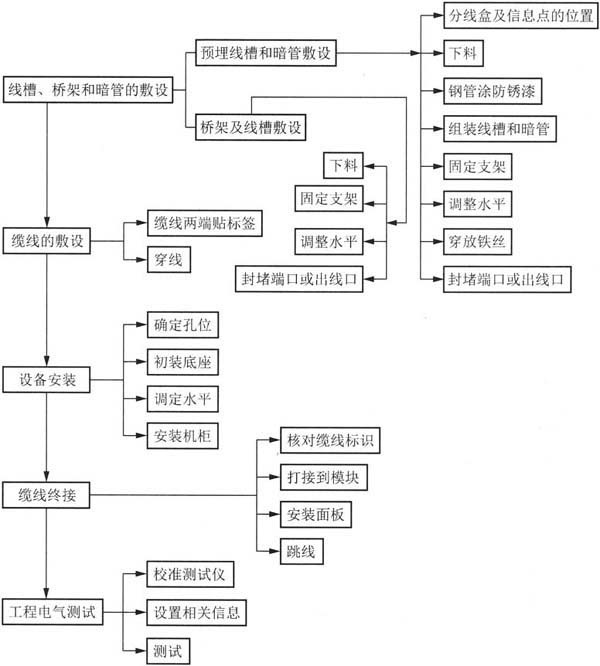 分线盒及信息点的位置
预埋线槽和暗管敷设
下料
线槽、桥架和暗管的敷设
钢管涂防锈漆
桥架及线槽敷设
组装线槽和暗管
下料
固定支架
固定支架
调整水平
缆线两端贴标签
缆线的敷设
调整水平
穿放铁丝
穿线
封堵端口或出线口
封堵端口或出线口
确定孔位
初装底座
设备安装
调定水平
安装机柜
核对缆线标识
打接到模块
缆线终接
安装面板
跳线
校准测试仪
工程电气测试
设置相关信息
测试